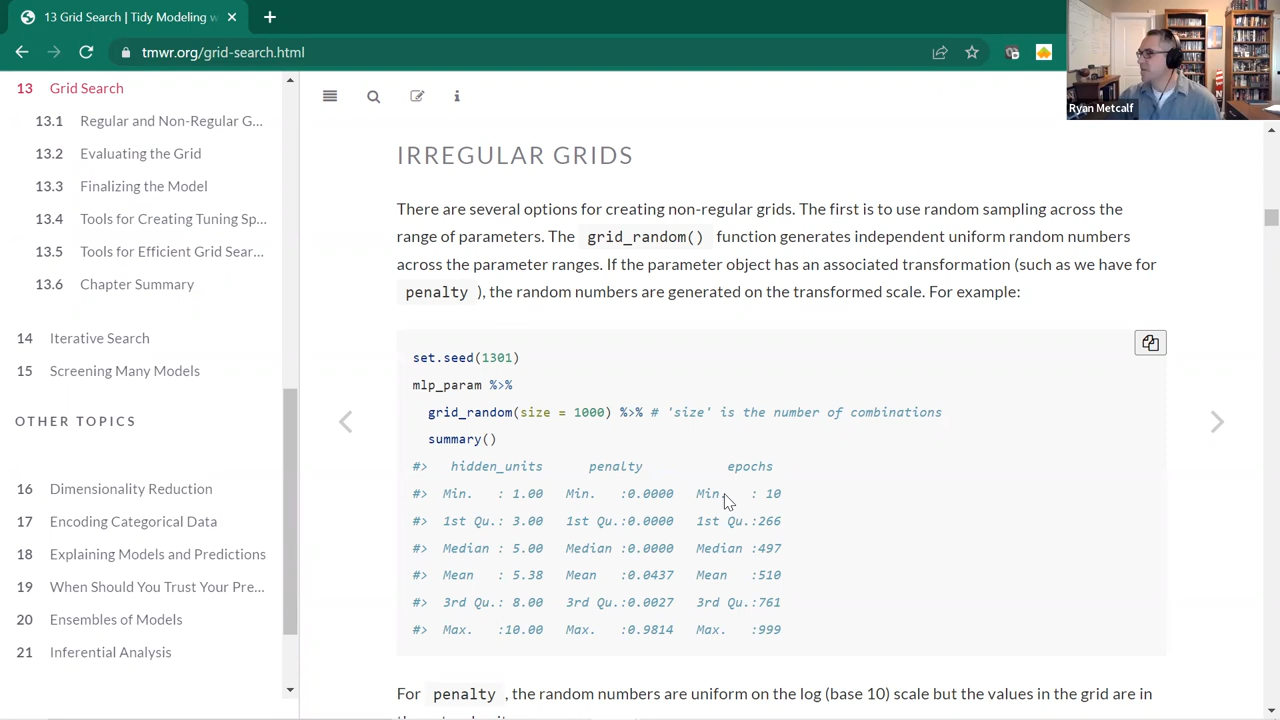 13 Grid Search | Tidy Modeling w
tmwr.org/grid-search.html
Ryan Metcalf
13 Grid Search
13.1 Regular and Non-Regular G...
13.2 Evaluating the Grid
13.3 Finalizing the Model
13.4 Tools for Creating Tuning Sp...
13.5 Tools for Efficient Grid Sear...
13.6 Chapter Summary
14 Iterative Search
15 Screening Many Models
OTHER TOPICS
16 Dimensionality Reduction
17 Encoding Categorical Data
18 Explaining Models and Predictions
19 When Should You Trust Your Pre...
20 Ensembles of Models
21 Inferential Analysis
IRREGULAR GRIDS
There are several options for creating non-regular grids. The first is to use random sampling across the
range of parameters. The grid_random() function generates independent uniform random numbers
across the parameter ranges. If the parameter object has an associated transformation (such as we have for
penalty ), the random numbers are generated on the transformed scale. For example:
set.seed(1301)
mlp_param %>%
grid_random(size = 1000) %>% # 'size' is the number of combinations
summary()
#> hidden_units penalty epochs
#> Min. : 1.00 Min. :0.0000 Min. : 10
#> 1st Qu.: 3.00 1st Qu.:0.0000 1st Qu.:266
#> Median : 5.00 Median :0.0000 Median :497
#> Mean : 5.38 Mean :0.0437 Mean :510
#> 3rd Qu.: 8.00 3rd Qu.:0.0027 3rd Qu.:761
#> Max. :10.00 Max. :0.9814 Max. :999
For penalty , the random numbers are uniform on the log (base 10) scale but the values in the grid are in